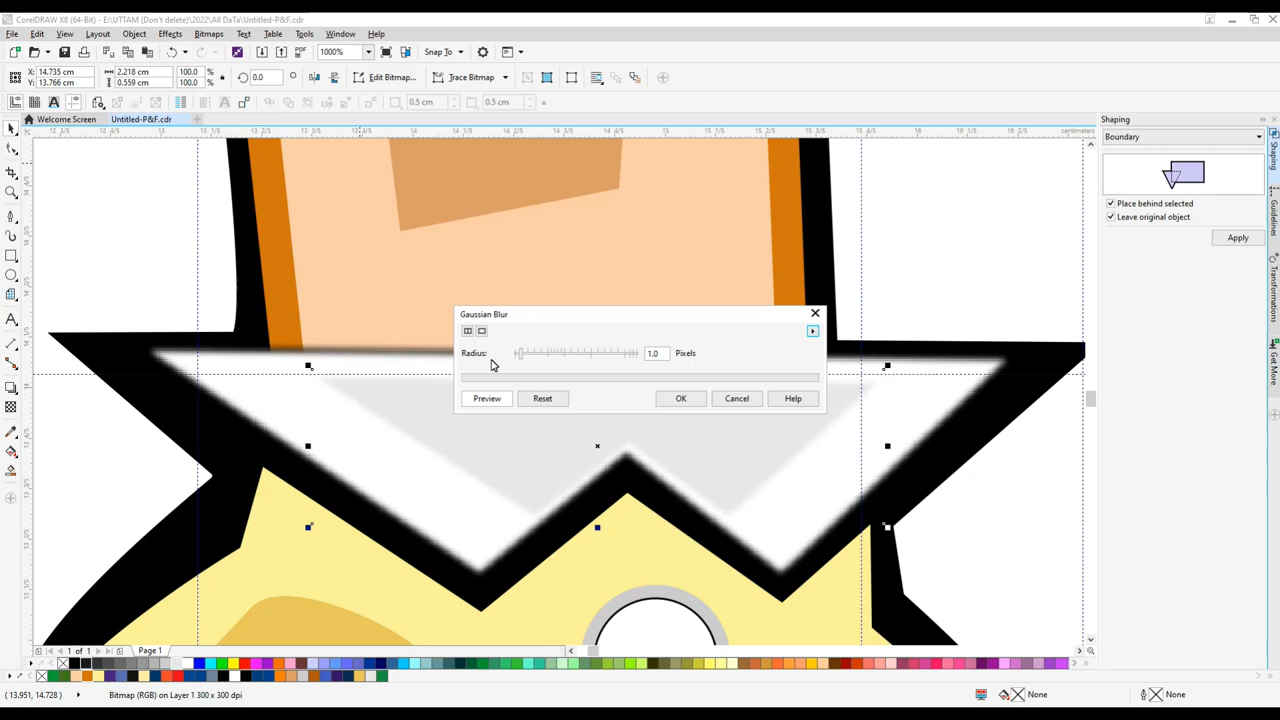 CorelDRAW X8 (64-Bit) - E:\UTTAM (Don't delete)\2022\All DaTa\Untitled-P&F.cdr
File Edit View Layout Object Effects Bitmaps Text Table Tools Window Help
1000% Snap To
X: 14.735 cm 2.218 cm 100.0 % 0.0 ° Edit Bitmap... Trace Bitmap
Y: 13.766 cm 0.559 cm 100.0 %
0.5 cm 0.5 cm
Welcome Screen Untitled-P&F.cdr
centimeters
Shaping
Boundary
Place behind selected
Leave original object
Apply
Shaping
Guidelines
Transformations
Get More
Gaussian Blur
Radius: 1.0 Pixels
Preview Reset OK Cancel Help
1 of 1 Page 1
(13.951, 14.728) Bitmap (RGB) on Layer 1 300 x 300 dpi None None